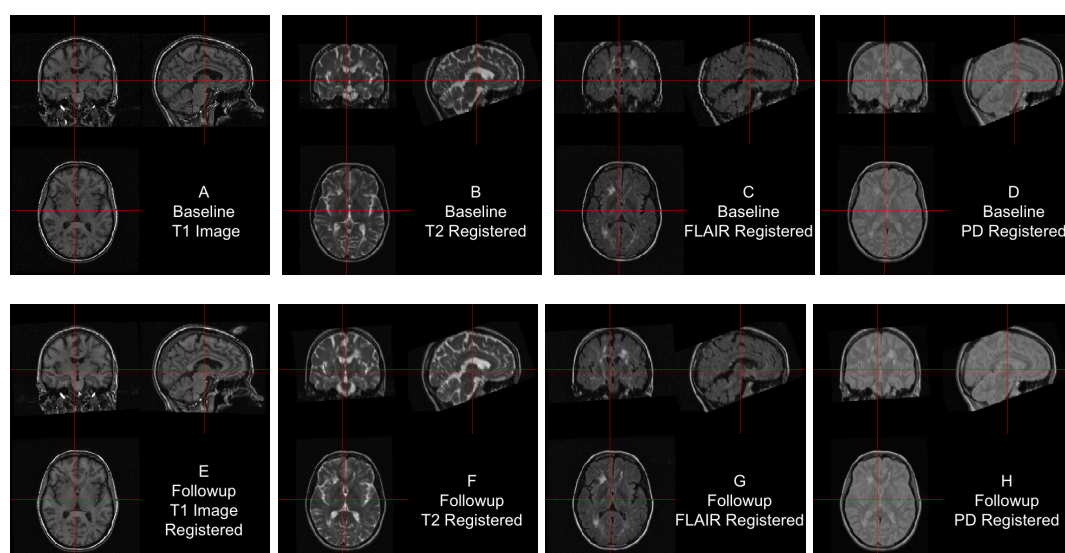 A
Baseline
T1 Image
B
Baseline
T2 Registered
C
Baseline
FLAIR Registered
D
Baseline
PD Registered
E
Followup
T1 Image
Registered
F
Followup
T2 Registered
G
Followup
FLAIR Registered
H
Followup
PD Registered